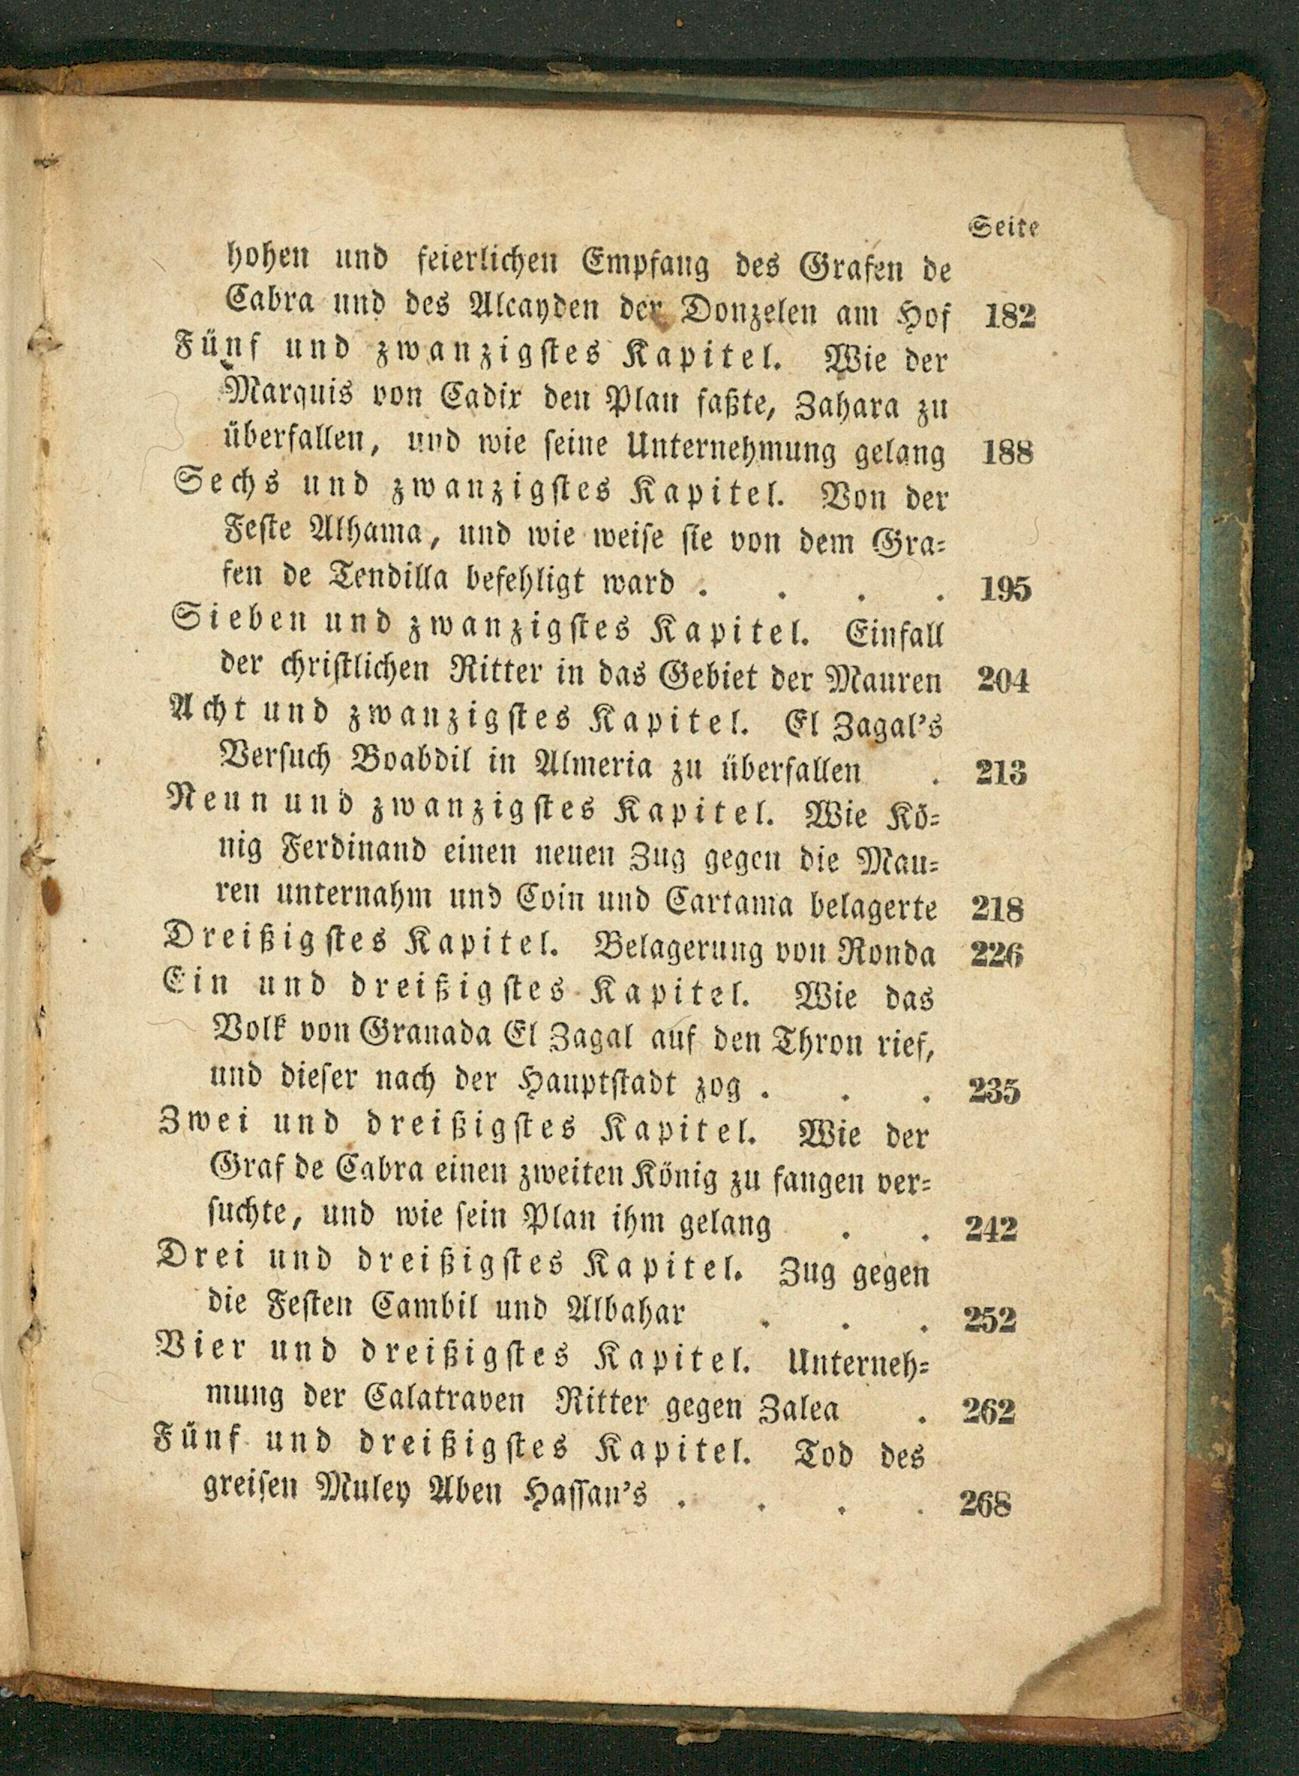 Seite
hohen und feierlichen Empfang des Grafen de
Cabra und des Alcayden der Donzelen am Hof 182
Fünf und zwanzigstes Kapitel. Wie der
Marquis von Cadix den Plan faßte, Zahara zu
überfallen, und wie seine Unternehmung gelang 188
Sechs und zwanzigstes Kapitel. Von der
Feste Alhama, und wie weise sie von dem Gra=
fen de Tendilla befehligt ward . . . . 195
Sieben und zwanzigstes Kapitel. Einfall
der christlichen Ritter in das Gebiet der Mauren 204
Acht und zwanzigstes Kapitel. El Zagal's
Versuch Boabdil in Almeria zu überfallen . 213
Neun und zwanzigstes Kapitel. Wie Kö=
nig Ferdinand einen neuen Zug gegen die Mau=
ren unternahm und Coin und Cartama belagerte 218
Dreißigstes Kapitel. Belagerung von Ronda 226
Ein und dreißigstes Kapitel. Wie das
Volk von Granada El Zagal auf den Thron rief,
und dieser nach der Hauptstadt zog . . . 235
Zwei und dreißigstes Kapitel. Wie der
Graf de Cabra einen zweiten König zu fangen ver=
suchte, und wie sein Plan ihm gelang . . 242
Drei und dreißigstes Kapitel. Zug gegen
die Festen Cambil und Albahar . . . 252
Vier und dreißigstes Kapitel. Unterneh=
mung der Calatraven Ritter gegen Zalea . 262
Fünf und dreißigstes Kapitel. Tod des
greisen Muley Aben Hassan's . . . . 268